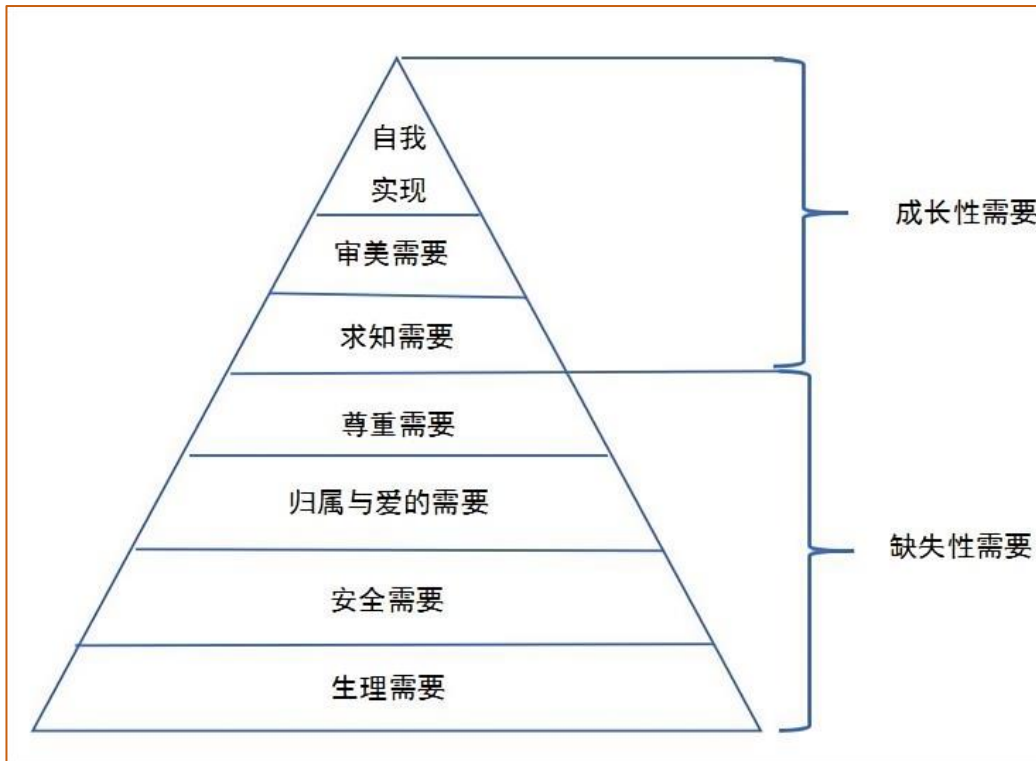 自我
实现
审美需要
求知需要
尊重需要
归属与爱的需要
安全需要
生理需要
成长性需要
缺失性需要